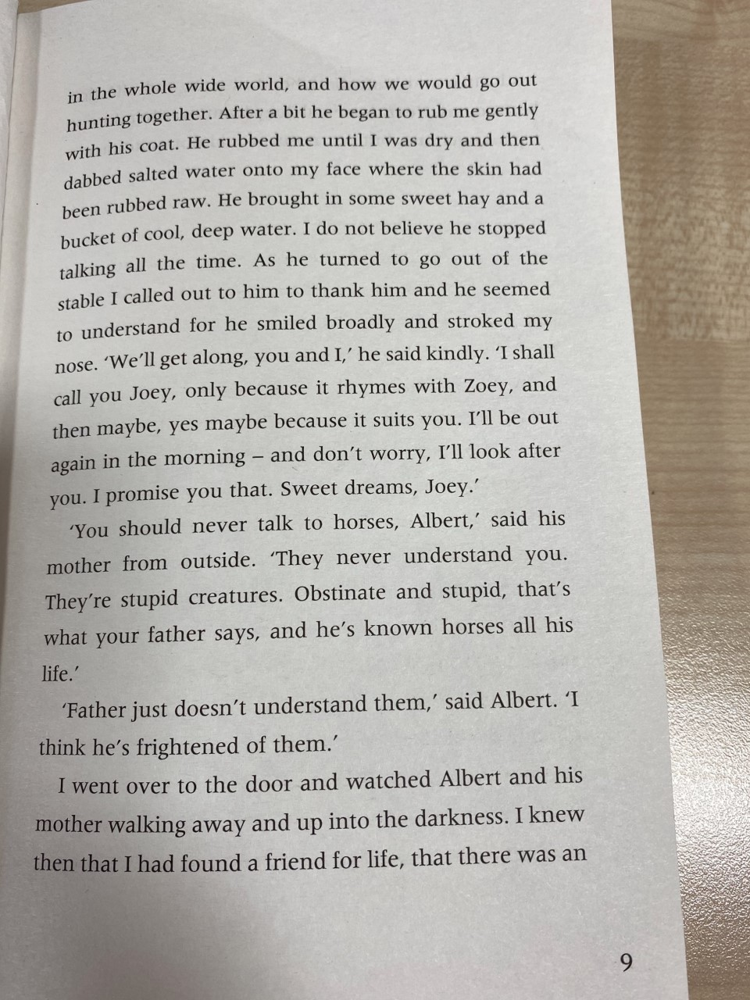 in the whole wide world, and how we would go out
hunting together. After a bit he began to rub me gently
with his coat. He rubbed me until I was dry and then
dabbed salted water onto my face where the skin had
been rubbed raw. He brought in some sweet hay and a
bucket of cool, deep water. I do not believe he stopped
talking all the time. As he turned to go out of the
stable I called out to him to thank him and he seemed
to understand for he smiled broadly and stroked my
nose. ‘We’ll get along, you and I,’ he said kindly. ‘I shall
call you Joey, only because it rhymes with Zoey, and
then maybe, yes maybe because it suits you. I’ll be out
again in the morning – and don’t worry, I’ll look after
you. I promise you that. Sweet dreams, Joey.’
‘You should never talk to horses, Albert,’ said his
mother from outside. ‘They never understand you.
They’re stupid creatures. Obstinate and stupid, that’s
what your father says, and he’s known horses all his
life.’
‘Father just doesn’t understand them,’ said Albert. ‘I
think he’s frightened of them.’
I went over to the door and watched Albert and his
mother walking away and up into the darkness. I knew
then that I had found a friend for life, that there was an
9